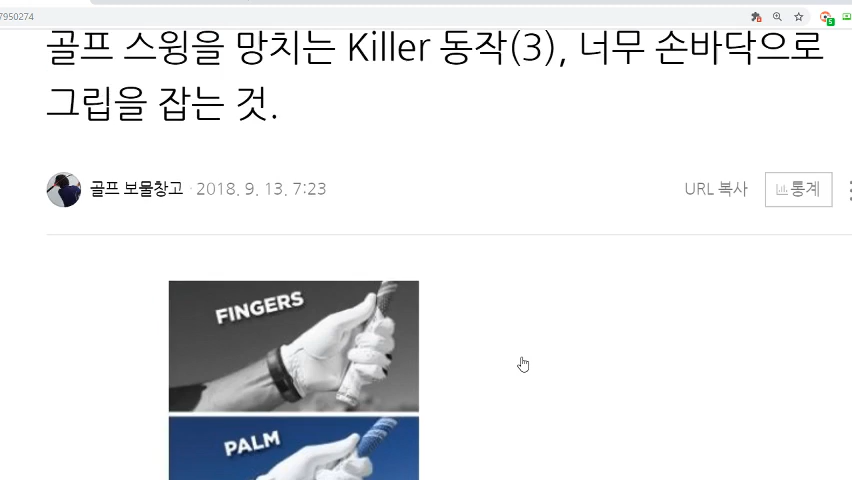 7950274
골프 스윙을 망치는 Killer 동작(3), 너무 손바닥으로
그립을 잡는 것.
골프 보물창고 · 2018. 9. 13. 7:23
URL 복사
통계
FINGERS
PALM